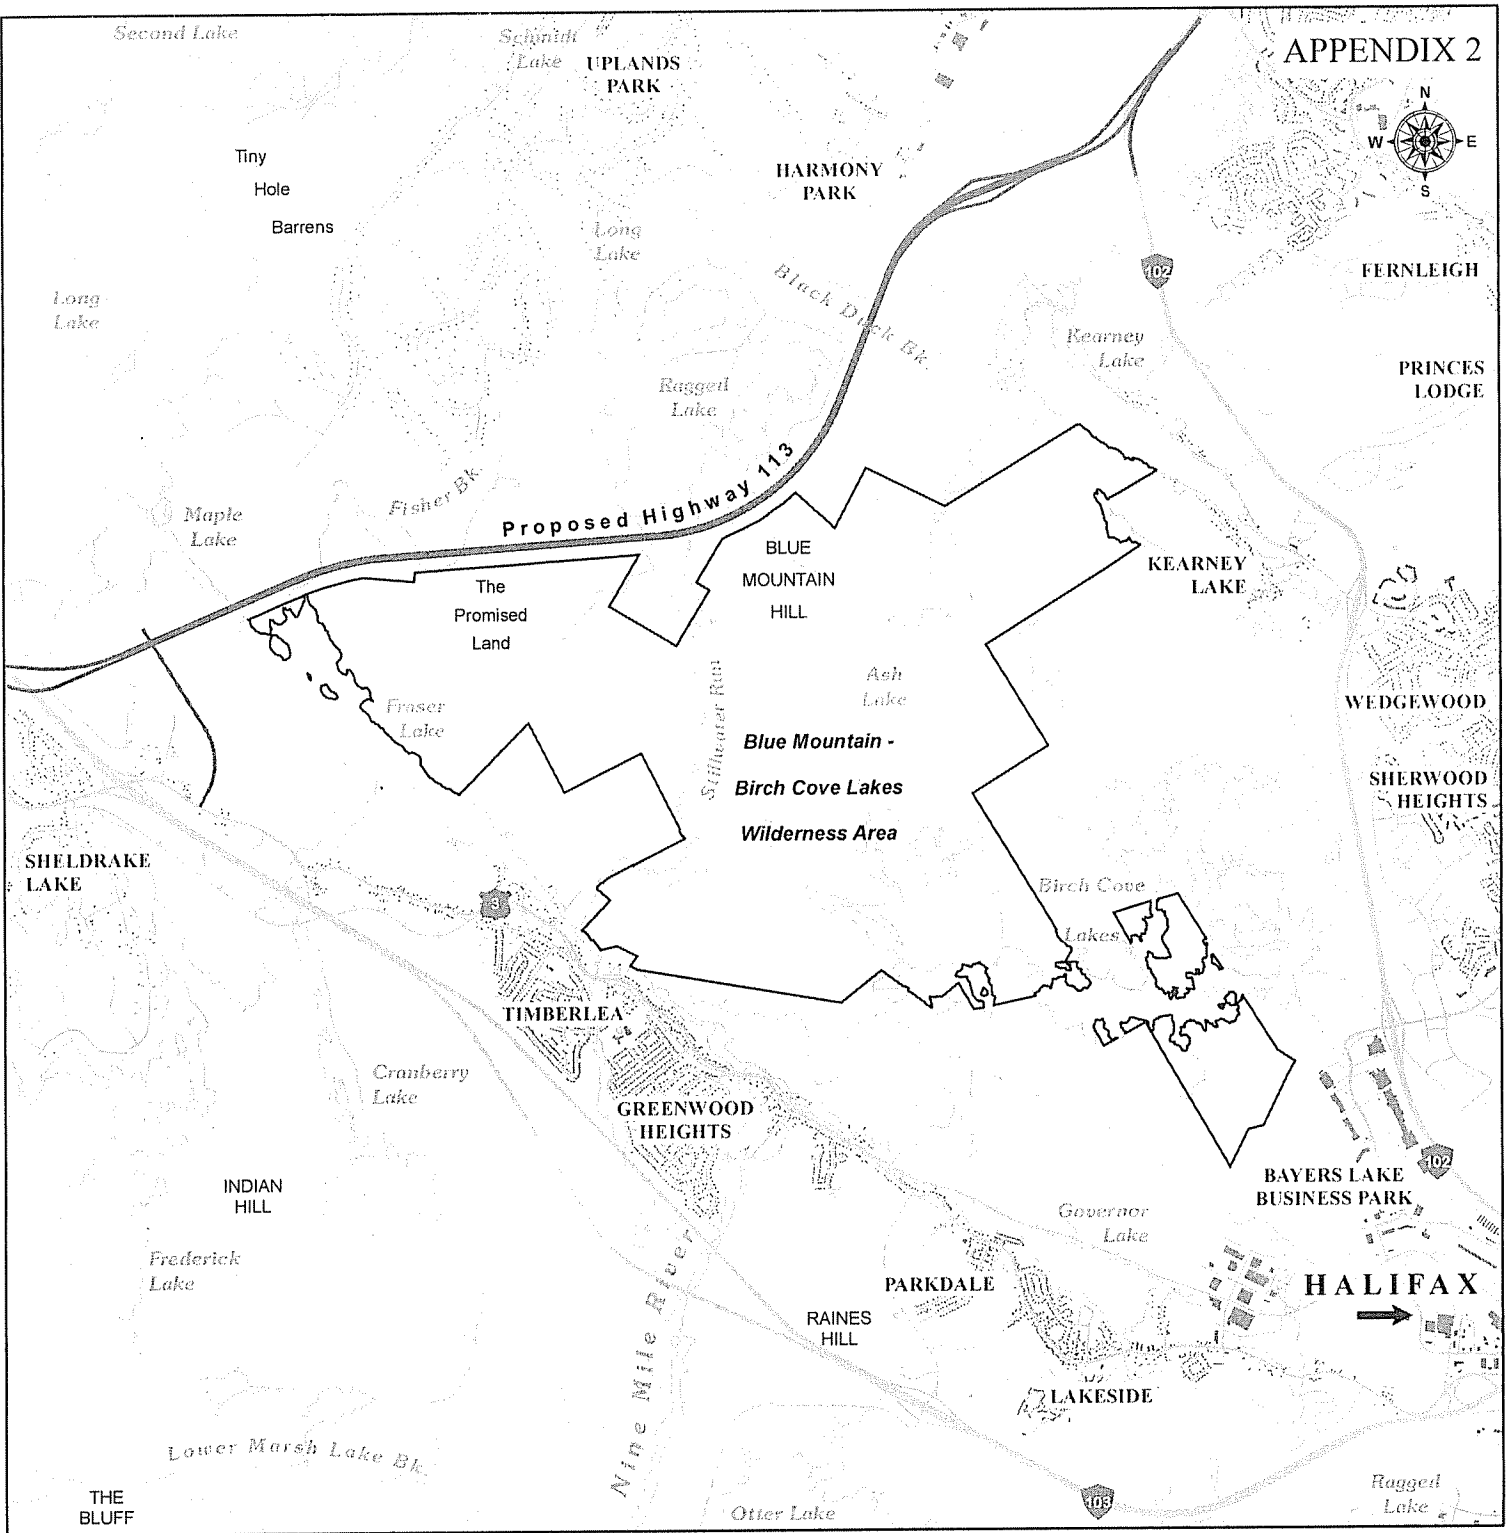 Second Lake
Schmidt
Lake
UPLANDS
PARK
APPENDIX 2
N
W
E
S
Tiny
Hole
Barrens
HARMONY
PARK
Long
Lake
Black Duck Bk.
102
FERNLEIGH
Long
Lake
Kearney
Lake
PRINCES
LODGE
Ragged
Lake
Proposed Highway 113
Fisher Bk.
Maple
Lake
BLUE
MOUNTAIN
HILL
KEARNEY
LAKE
The
Promised
Land
Stillwater Run
Ash
Lake
Fraser
Lake
WEDGEWOOD
Blue Mountain -
Birch Cove Lakes
Wilderness Area
SHERWOOD
HEIGHTS
SHELDRAKE
LAKE
3
Birch Cove
Lakes
TIMBERLEA
Cranberry
Lake
GREENWOOD
HEIGHTS
102
BAYERS LAKE
BUSINESS PARK
INDIAN
HILL
Governor
Lake
Frederick
Lake
PARKDALE
HALIFAX
RAINES
HILL
Nine Mile River
LAKESIDE
Lower Marsh Lake Bk.
THE
BLUFF
Otter Lake
103
Ragged
Lake